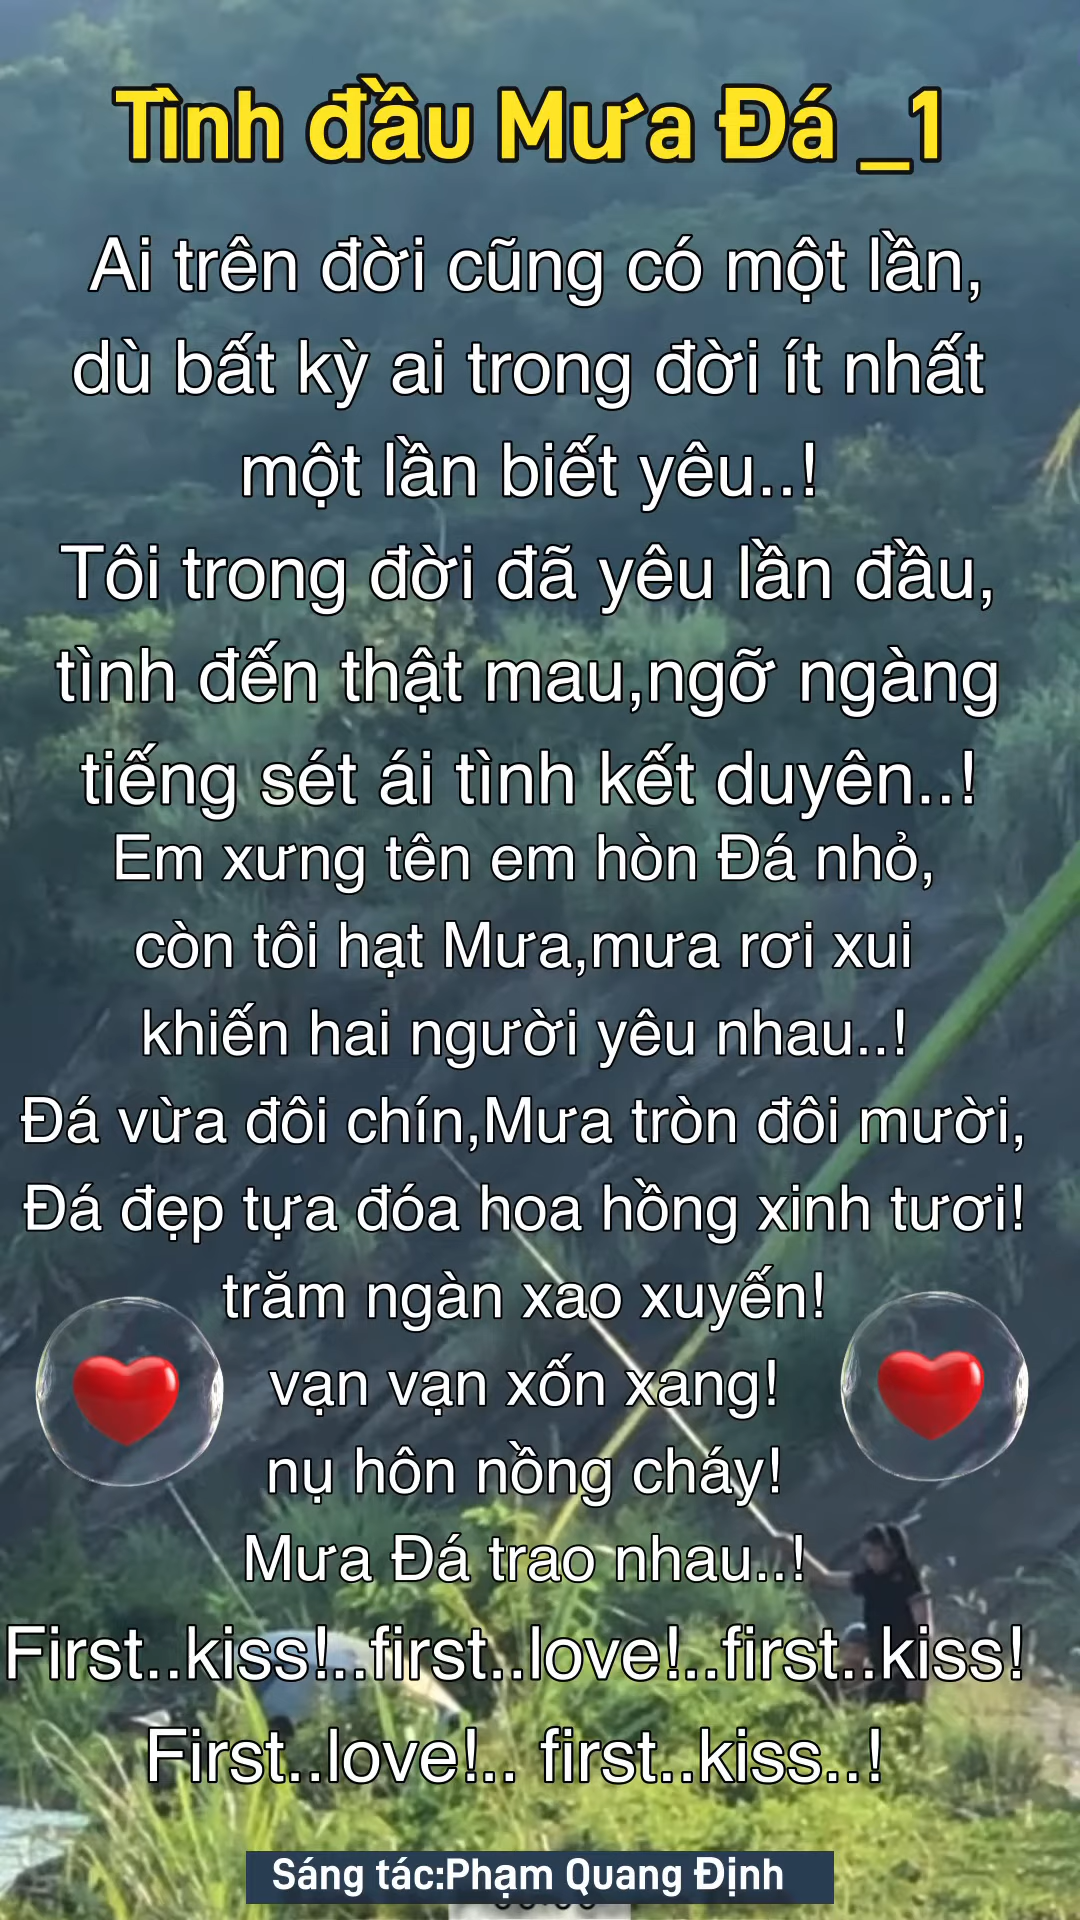 Tình đầu Mưa Đá _1
Ai trên đời cũng có một lần,
dù bất kỳ ai trong đời ít nhất
một lần biết yêu..!
Tôi trong đời đã yêu lần đầu,
tình đến thật mau,ngỡ ngàng
tiếng sét ái tình kết duyên..!
Em xưng tên em hòn Đá nhỏ,
còn tôi hạt Mưa,mưa rơi xui
khiến hai người yêu nhau..!
Đá vừa đôi chín,Mưa tròn đôi mười,
Đá đẹp tựa đóa hoa hồng xinh tươi!
trăm ngàn xao xuyến!
vạn vạn xốn xang!
nụ hôn nồng cháy!
Mưa Đá trao nhau..!
First..kiss!..first..love!..first..kiss!
First..love!.. first..kiss..!
Sáng tác:Phạm Quang Định